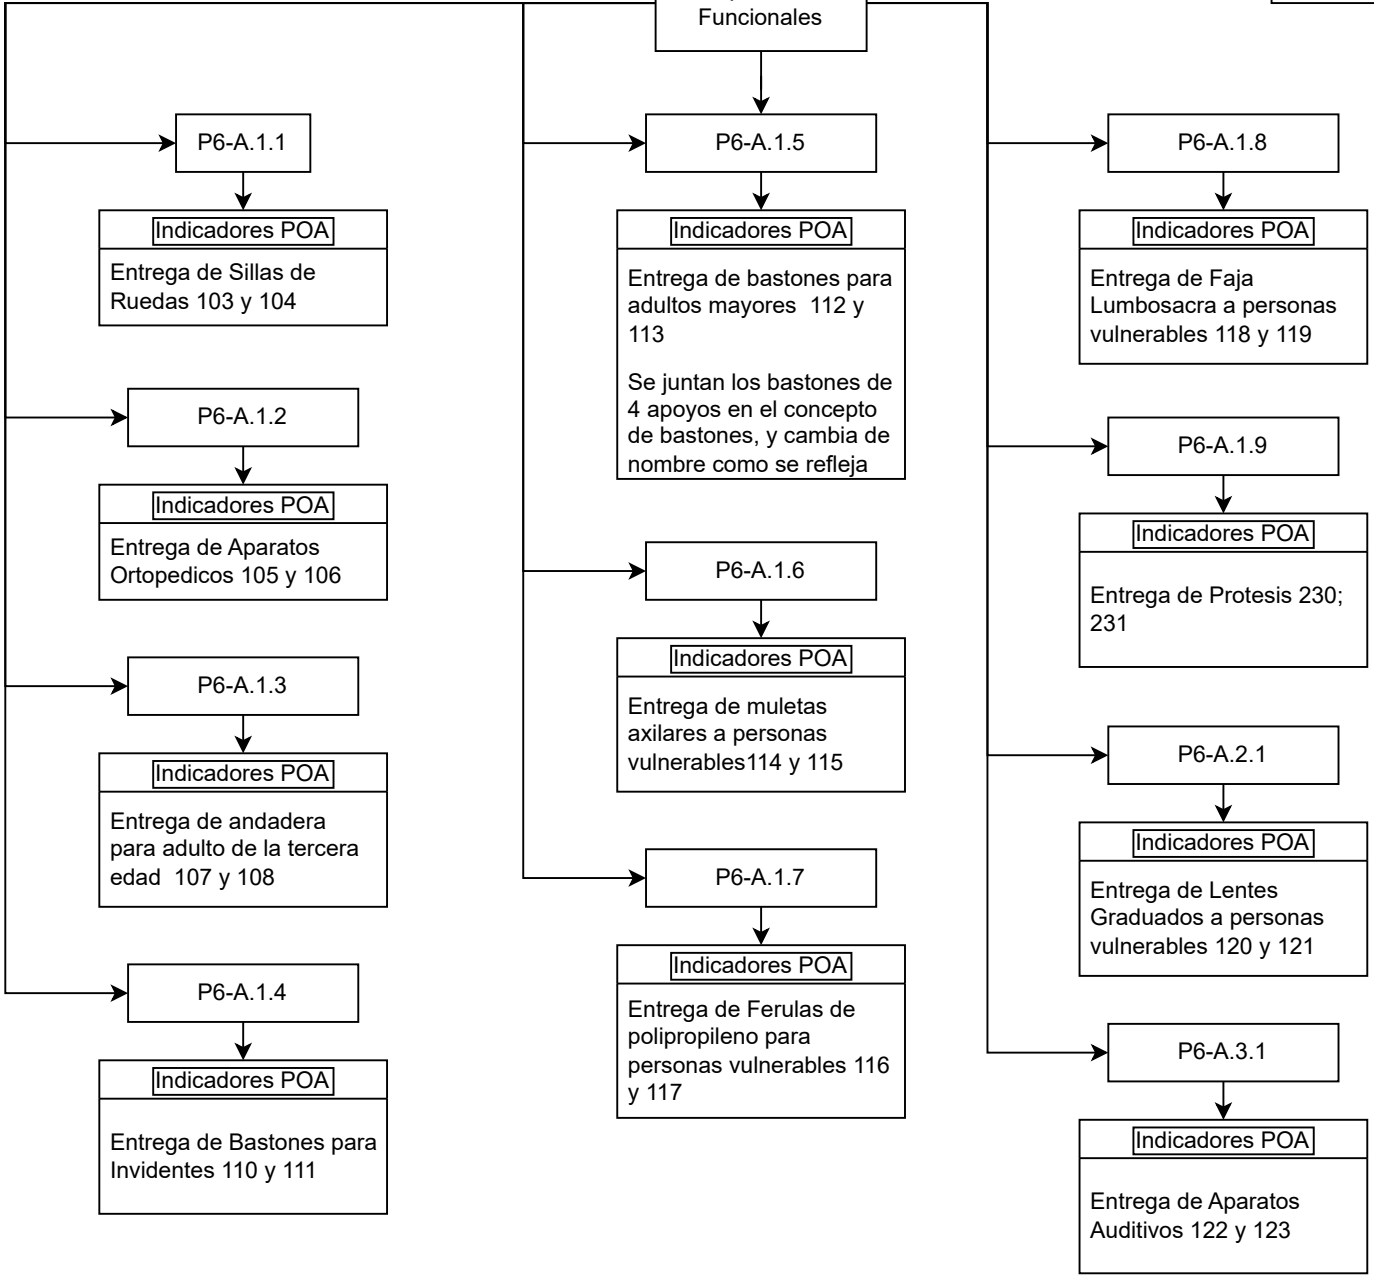 Funcionales
P6-A.1.1
Indicadores POA
Entrega de Sillas de
Ruedas 103 y 104
P6-A.1.2
Indicadores POA
Entrega de Aparatos
Ortopedicos 105 y 106
P6-A.1.3
Indicadores POA
Entrega de andadera
para adulto de la tercera
edad  107 y 108
P6-A.1.4
Indicadores POA
Entrega de Bastones para
Invidentes 110 y 111
P6-A.1.5
Indicadores POA
Entrega de bastones para
adultos mayores  112 y
113
Se juntan los bastones de
4 apoyos en el concepto
de bastones, y cambia de
nombre como se refleja
P6-A.1.6
Indicadores POA
Entrega de muletas
axilares a personas
vulnerables114 y 115
P6-A.1.7
Indicadores POA
Entrega de Ferulas de
polipropileno para
personas vulnerables 116
y 117
P6-A.1.8
Indicadores POA
Entrega de Faja
Lumbosacra a personas
vulnerables 118 y 119
P6-A.1.9
Indicadores POA
Entrega de Protesis 230;
231
P6-A.2.1
Indicadores POA
Entrega de Lentes
Graduados a personas
vulnerables 120 y 121
P6-A.3.1
Indicadores POA
Entrega de Aparatos
Auditivos 122 y 123